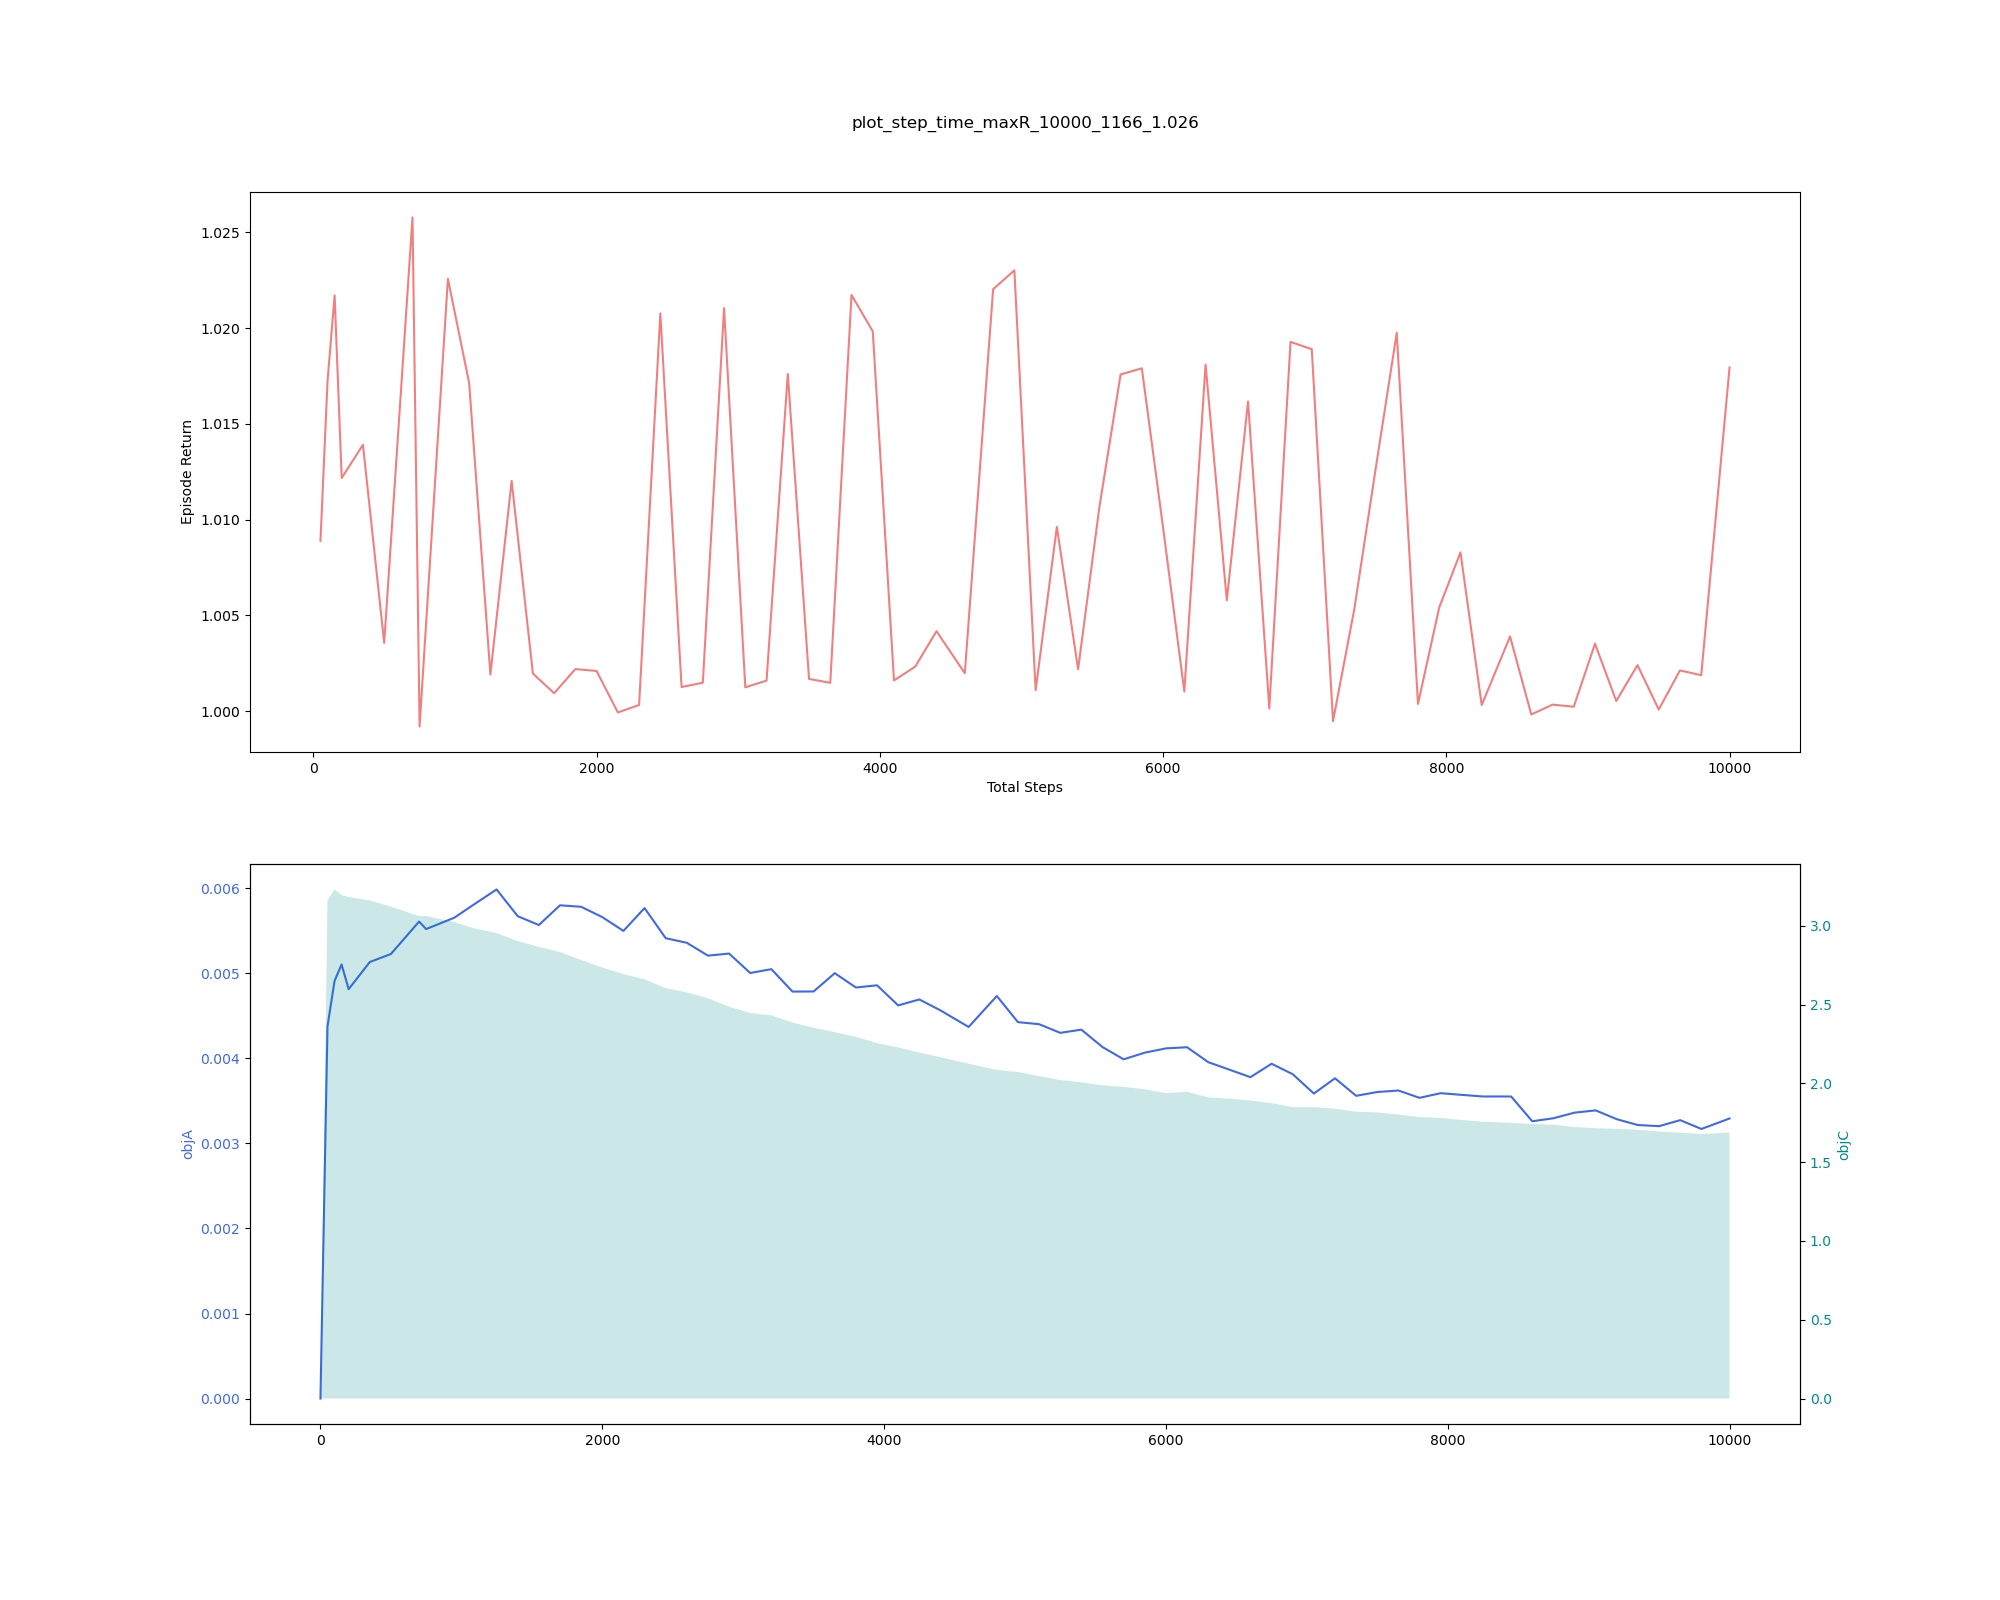 plot_step_time_maxR_10000_1166_1.026
1.025
1.020
1.015
1.010
1.005
1.000
Episode Return
0 2000 4000 6000 8000 10000
Total Steps
0.006
0.005
0.004
0.003
0.002
0.001
0.000
objA
3.0
2.5
2.0
1.5
1.0
0.5
0.0
objC
0 2000 4000 6000 8000 10000